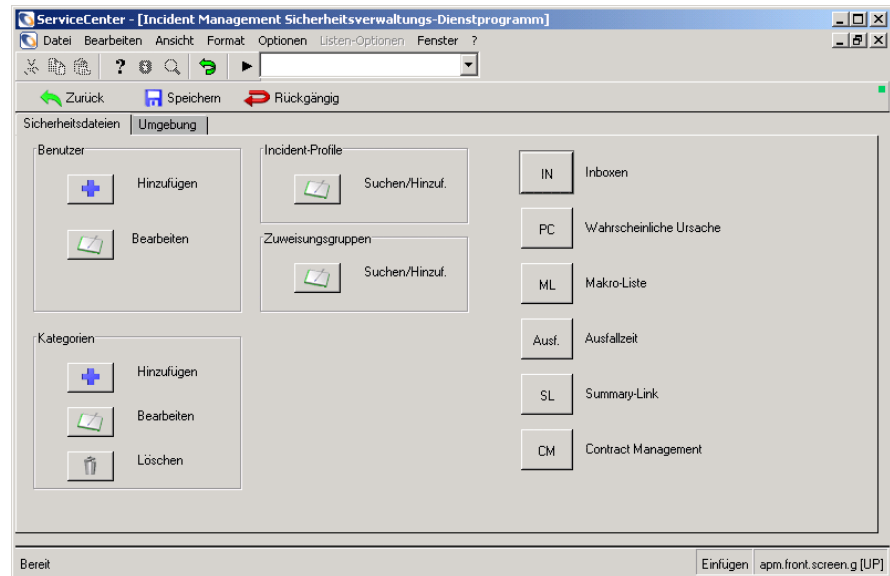 ServiceCenter - [Incident Management Sicherheitsverwaltungs-Dienstprogramm]
Datei Bearbeiten Ansicht Format Optionen Listen-Optionen Fenster ?
Zurück Speichern Rückgängig
Sicherheitsdateien Umgebung
Benutzer
Hinzufügen
Bearbeiten
Incident-Profile
Suchen/Hinzuf.
Zuweisungsgruppen
Suchen/Hinzuf.
Kategorien
Hinzufügen
Bearbeiten
Löschen
IN Inboxen
PC Wahrscheinliche Ursache
ML Makro-Liste
Ausf. Ausfallzeit
SL Summary-Link
CM Contract Management
Bereit Einfügen apm.front.screen.g [UP]